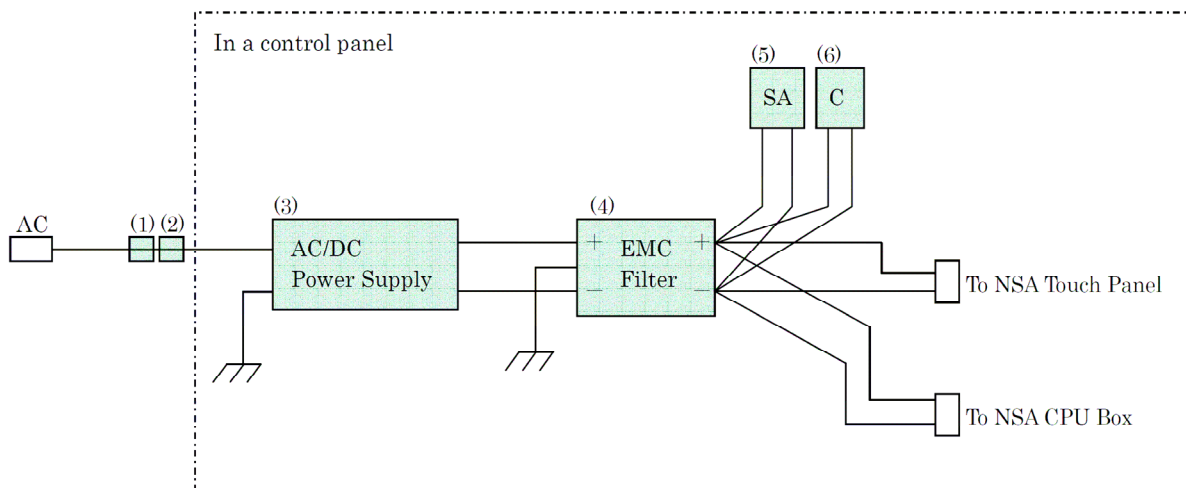 In a control panel
(5) (6)
SA C
(3) (4)
AC (1) (2)
AC/DC + EMC +
Power Supply Filter
− −
To NSA Touch Panel
To NSA CPU Box